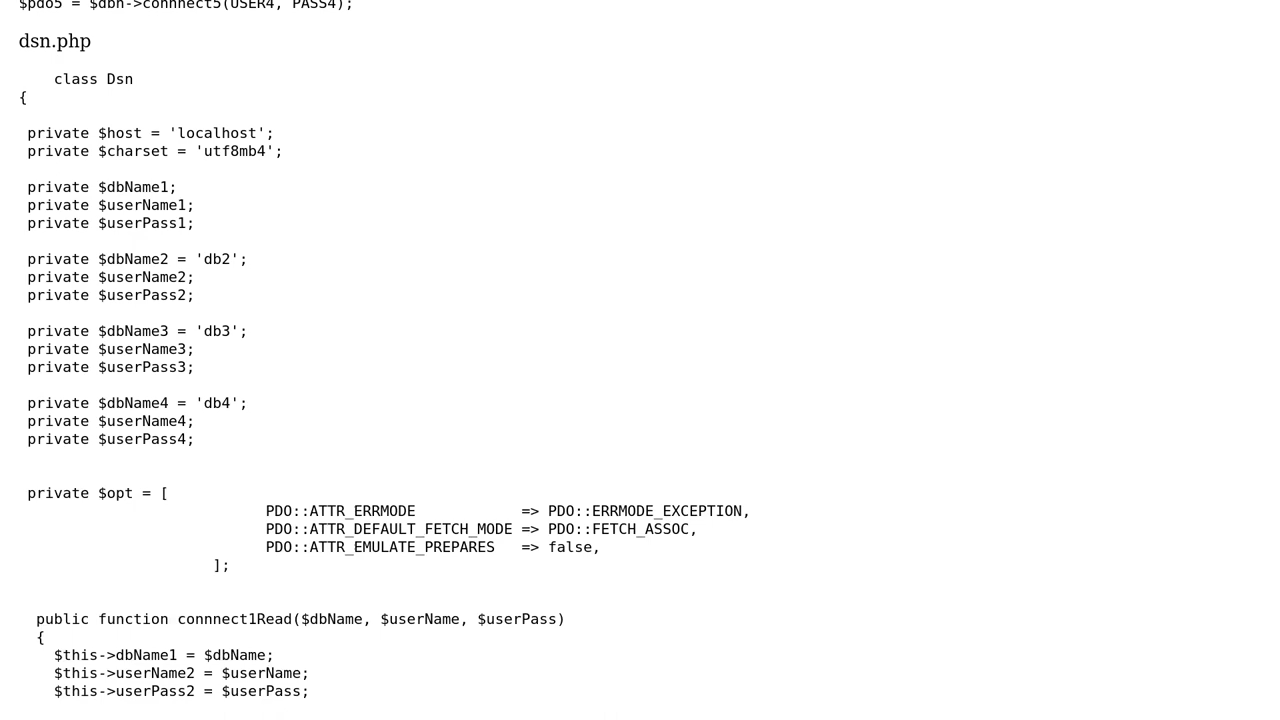 $pdo5 = $dbh->connnect5(USER4, PASS4);
dsn.php
class Dsn
{
private $host = 'localhost';
private $charset = 'utf8mb4';
private $dbName1;
private $userName1;
private $userPass1;
private $dbName2 = 'db2';
private $userName2;
private $userPass2;
private $dbName3 = 'db3';
private $userName3;
private $userPass3;
private $dbName4 = 'db4';
private $userName4;
private $userPass4;
private $opt = [
PDO::ATTR_ERRMODE            => PDO::ERRMODE_EXCEPTION,
PDO::ATTR_DEFAULT_FETCH_MODE => PDO::FETCH_ASSOC,
PDO::ATTR_EMULATE_PREPARES   => false,
];
public function connnect1Read($dbName, $userName, $userPass)
{
$this->dbName1 = $dbName;
$this->userName2 = $userName;
$this->userPass2 = $userPass;